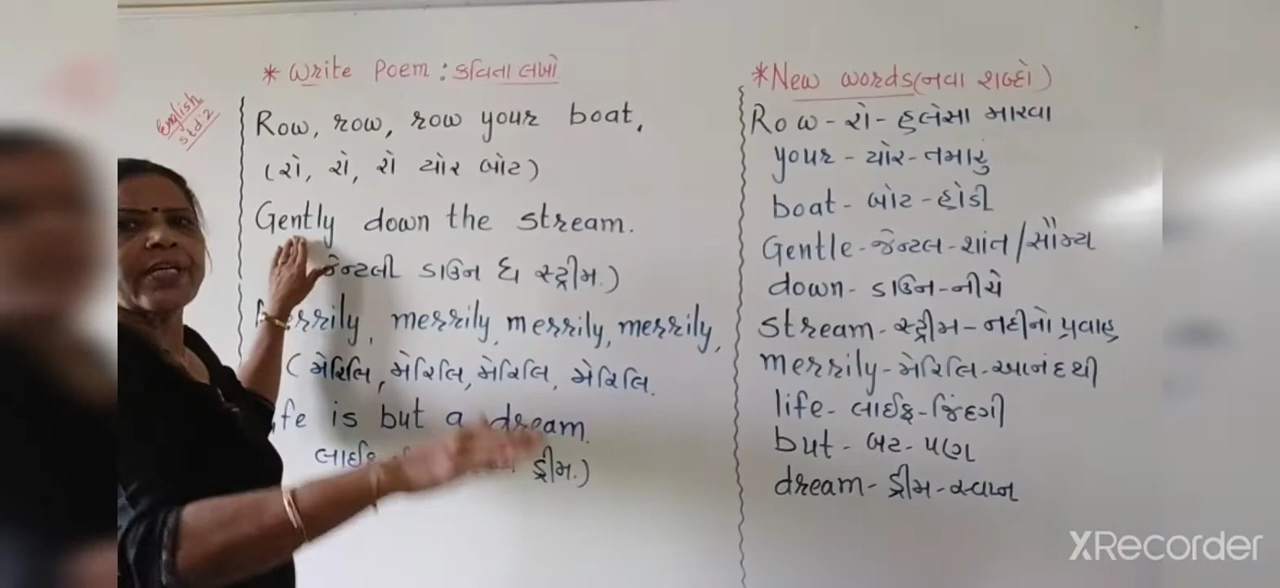 * Write Poem : કવિતા લખો
English
std:2
Row, row, row your boat,
(રો, રો, રો યોર બોટ)
Gently down the stream.
જેન્ટલી ડાઉન ધ સ્ટ્રીમ.)
merrily, merrily, merrily,
(મેરિલિ, મેરિલિ, મેરિલિ, મેરિલિ.
is but a dream.
લાઈફ ડ્રીમ.)
* New words (નવા શબ્દો)
Row - રો - હલેસા મારવા
your - યોર - તમારું
boat - બોટ - હોડી
Gentle - જેન્ટલ - શાંત/સૌમ્ય
down - ડાઉન - નીચે
stream - સ્ટ્રીમ - નદીનો પ્રવાહ
merrily - મેરિલિ - આનંદથી
life - લાઈફ - જિંદગી
but - બટ - પણ
dream - ડ્રીમ - સ્વપ્ન
XRecorder